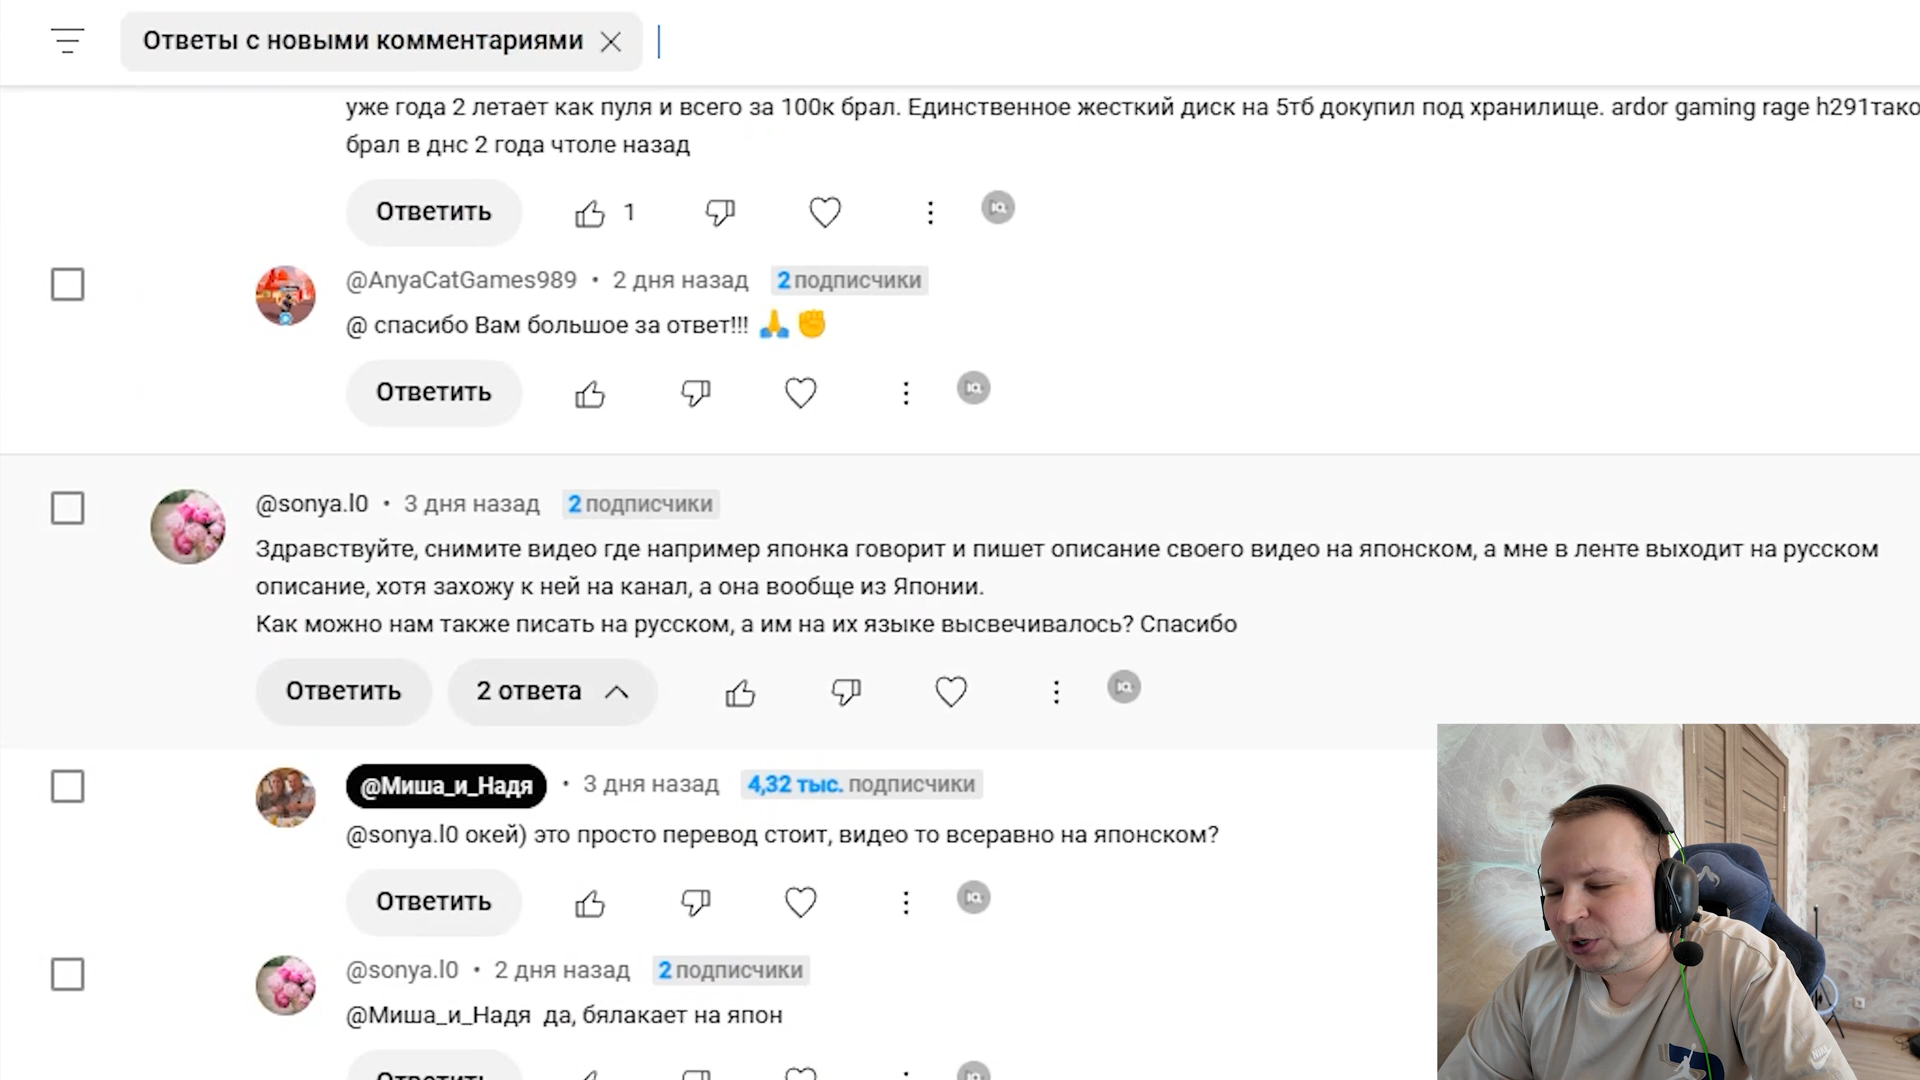 Ответы с новыми комментариями
уже года 2 летает как пуля и всего за 100к брал. Единственное жесткий диск на 5тб докупил под хранилище. ardor gaming rage h291тако
брал в днс 2 года чтоле назад
Ответить 1
@AnyaCatGames989 • 2 дня назад 2 подписчики
@ спасибо Вам большое за ответ!!! 🙏 ✊
Ответить
@sonya.l0 • 3 дня назад 2 подписчики
Здравствуйте, снимите видео где например японка говорит и пишет описание своего видео на японском, а мне в ленте выходит на русском
описание, хотя захожу к ней на канал, а она вообще из Японии.
Как можно нам также писать на русском, а им на их языке высвечивалось? Спасибо
Ответить 2 ответа
@Миша_и_Надя • 3 дня назад 4,32 тыс. подписчики
@sonya.l0 окей) это просто перевод стоит, видео то всеравно на японском?
Ответить
@sonya.l0 • 2 дня назад 2 подписчики
@Миша_и_Надя да, бялакает на япон
Ответить